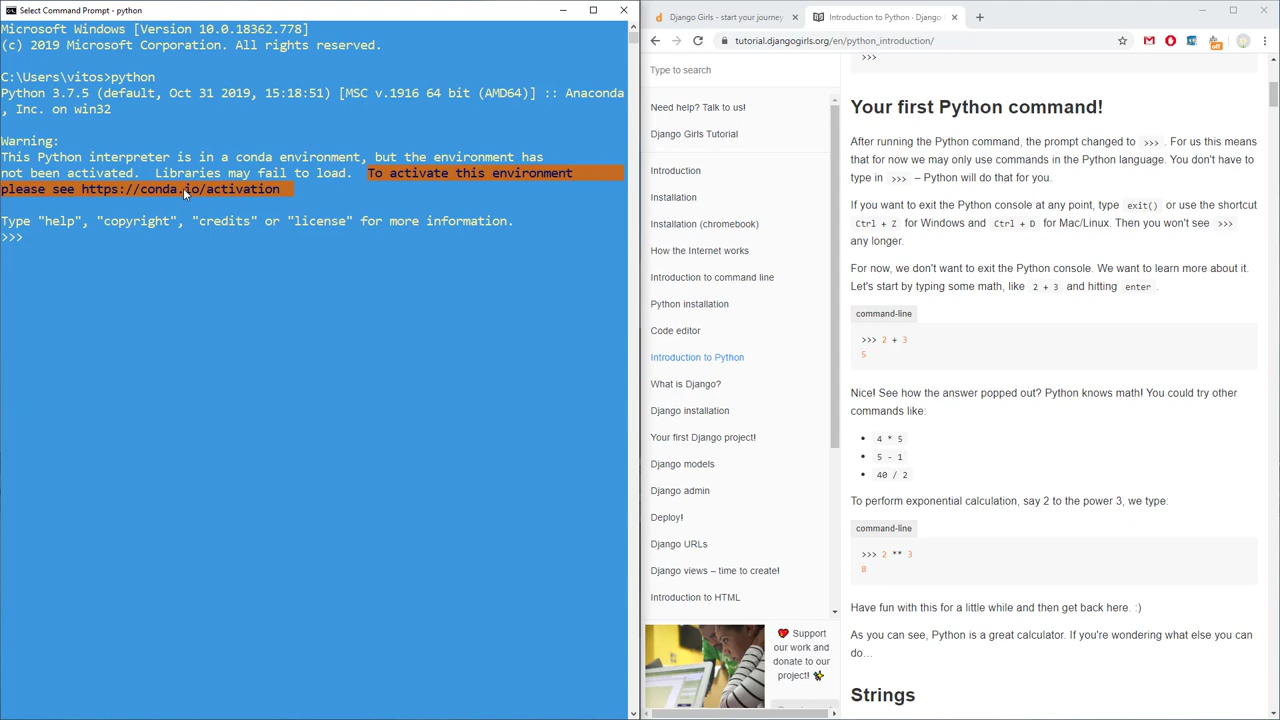 Select Command Prompt - python
Microsoft Windows [Version 10.0.18362.778]
(c) 2019 Microsoft Corporation. All rights reserved.
C:\Users\vitos>python
Python 3.7.5 (default, Oct 31 2019, 15:18:51) [MSC v.1916 64 bit (AMD64)] :: Anaconda
, Inc. on win32
Warning:
This Python interpreter is in a conda environment, but the environment has
not been activated.  Libraries may fail to load.  To activate this environment
please see https://conda.io/activation
Type "help", "copyright", "credits" or "license" for more information.
>>>
Django Girls - start your journey
Introduction to Python · Django
tutorial.djangogirls.org/en/python_introduction/
off
Type to search
Need help? Talk to us!
Django Girls Tutorial
Introduction
Installation
Installation (chromebook)
How the Internet works
Introduction to command line
Python installation
Code editor
Introduction to Python
What is Django?
Django installation
Your first Django project!
Django models
Django admin
Deploy!
Django URLs
Django views – time to create!
Introduction to HTML
Support
our work and
donate to our
project!
>>>
Your first Python command!
After running the Python command, the prompt changed to >>> . For us this means
that for now we may only use commands in the Python language. You don't have to
type in >>> – Python will do that for you.
If you want to exit the Python console at any point, type exit() or use the shortcut
Ctrl + Z for Windows and Ctrl + D for Mac/Linux. Then you won't see >>>
any longer.
For now, we don't want to exit the Python console. We want to learn more about it.
Let's start by typing some math, like 2 + 3 and hitting enter .
command-line
>>> 2 + 3
5
Nice! See how the answer popped out? Python knows math! You could try other
commands like:
4 * 5
5 - 1
40 / 2
To perform exponential calculation, say 2 to the power 3, we type:
command-line
>>> 2 ** 3
8
Have fun with this for a little while and then get back here. :)
As you can see, Python is a great calculator. If you're wondering what else you can
do…
Strings